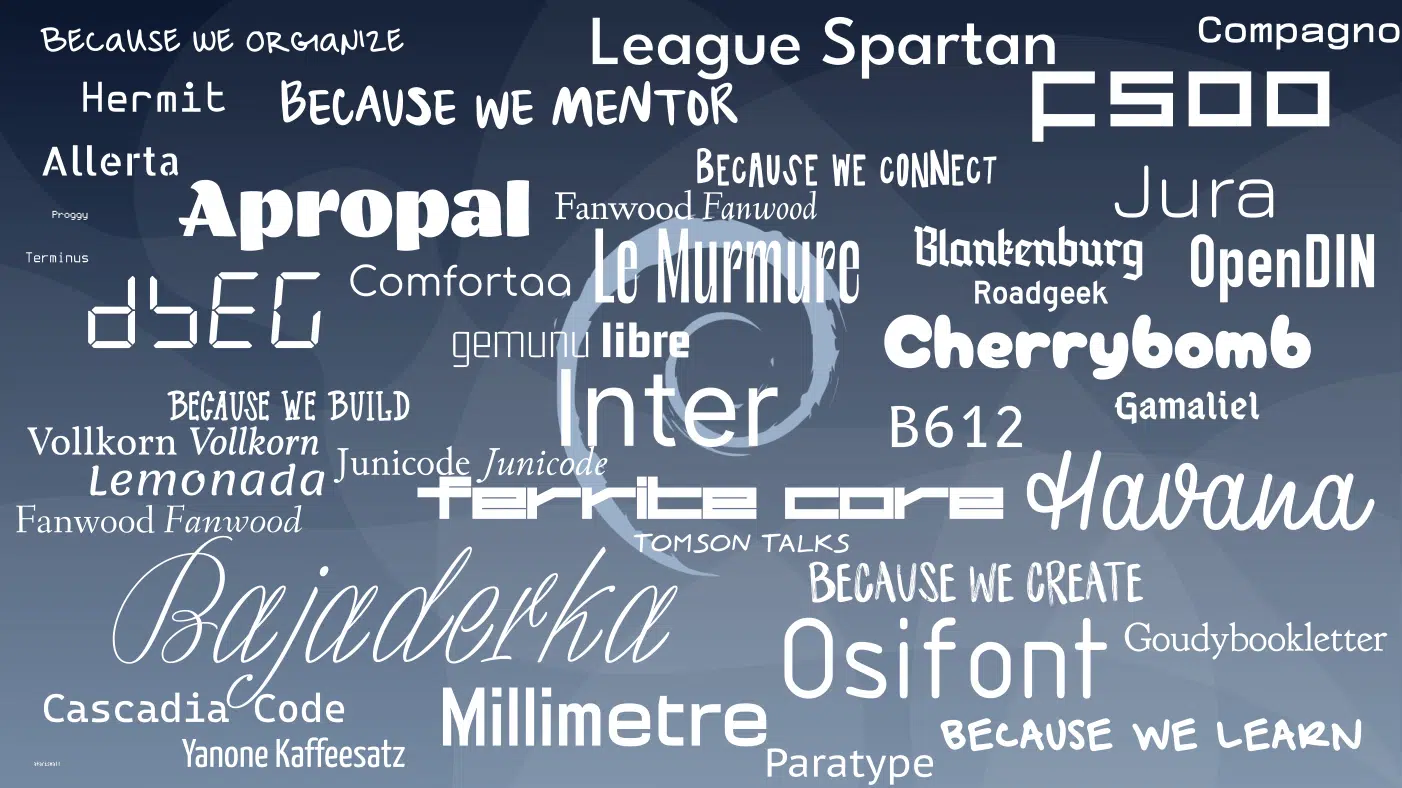 BECAUSE WE ORGANIZE
League Spartan
Compagno
Hermit
BECAUSE WE MENTOR
FSOO
Allerta
BECAUSE WE CONNECT
Apropal
Fanwood Fanwood
Jura
Proggy
Le Murmure
Blankenburg
OpenDIN
Terminus
dSEG
Comfortaa
Roadgeek
gemunu libre
Cherrybomb
Inter
BECAUSE WE BUILD
B612
Gamaliel
Vollkorn Vollkorn
Junicode Junicode
Lemonada
ferrite core
Havana
Fanwood Fanwood
TOMSON TALKS
Bajaderka
BECAUSE WE CREATE
Osifont
Goudybookletter
Cascadia Code
Millimetre
BECAUSE WE LEARN
Yanone Kaffeesatz
Paratype